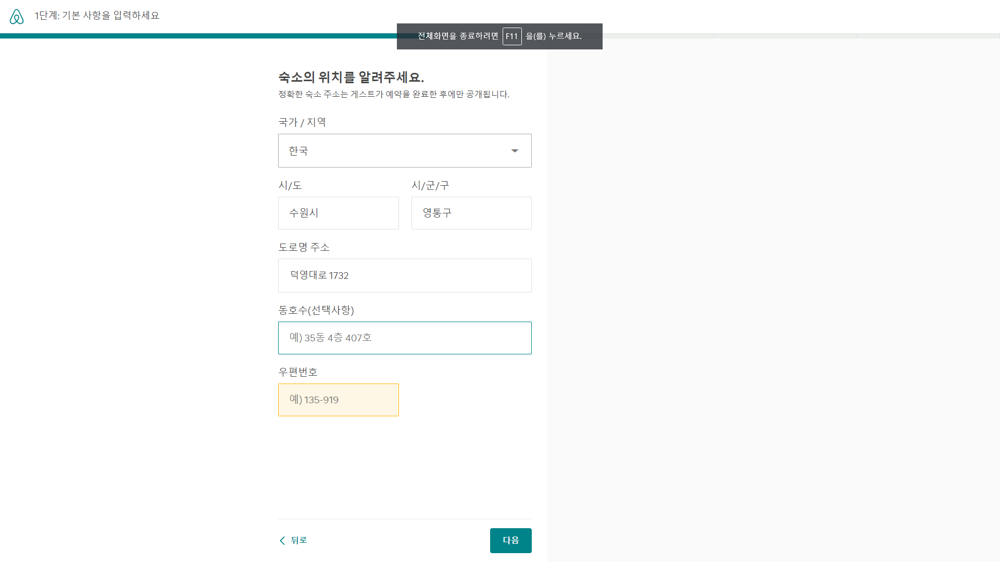 1단계: 기본 사항을 입력하세요
전체화면을 종료하려면 F11 을(를) 누르세요.
숙소의 위치를 알려주세요.
정확한 숙소 주소는 게스트가 예약을 완료한 후에만 공개됩니다.
국가 / 지역
한국
시/도
시/군/구
수원시
영통구
도로명 주소
덕영대로 1732
동호수(선택사항)
예) 35동 4층 407호
우편번호
예) 135-919
뒤로
다음